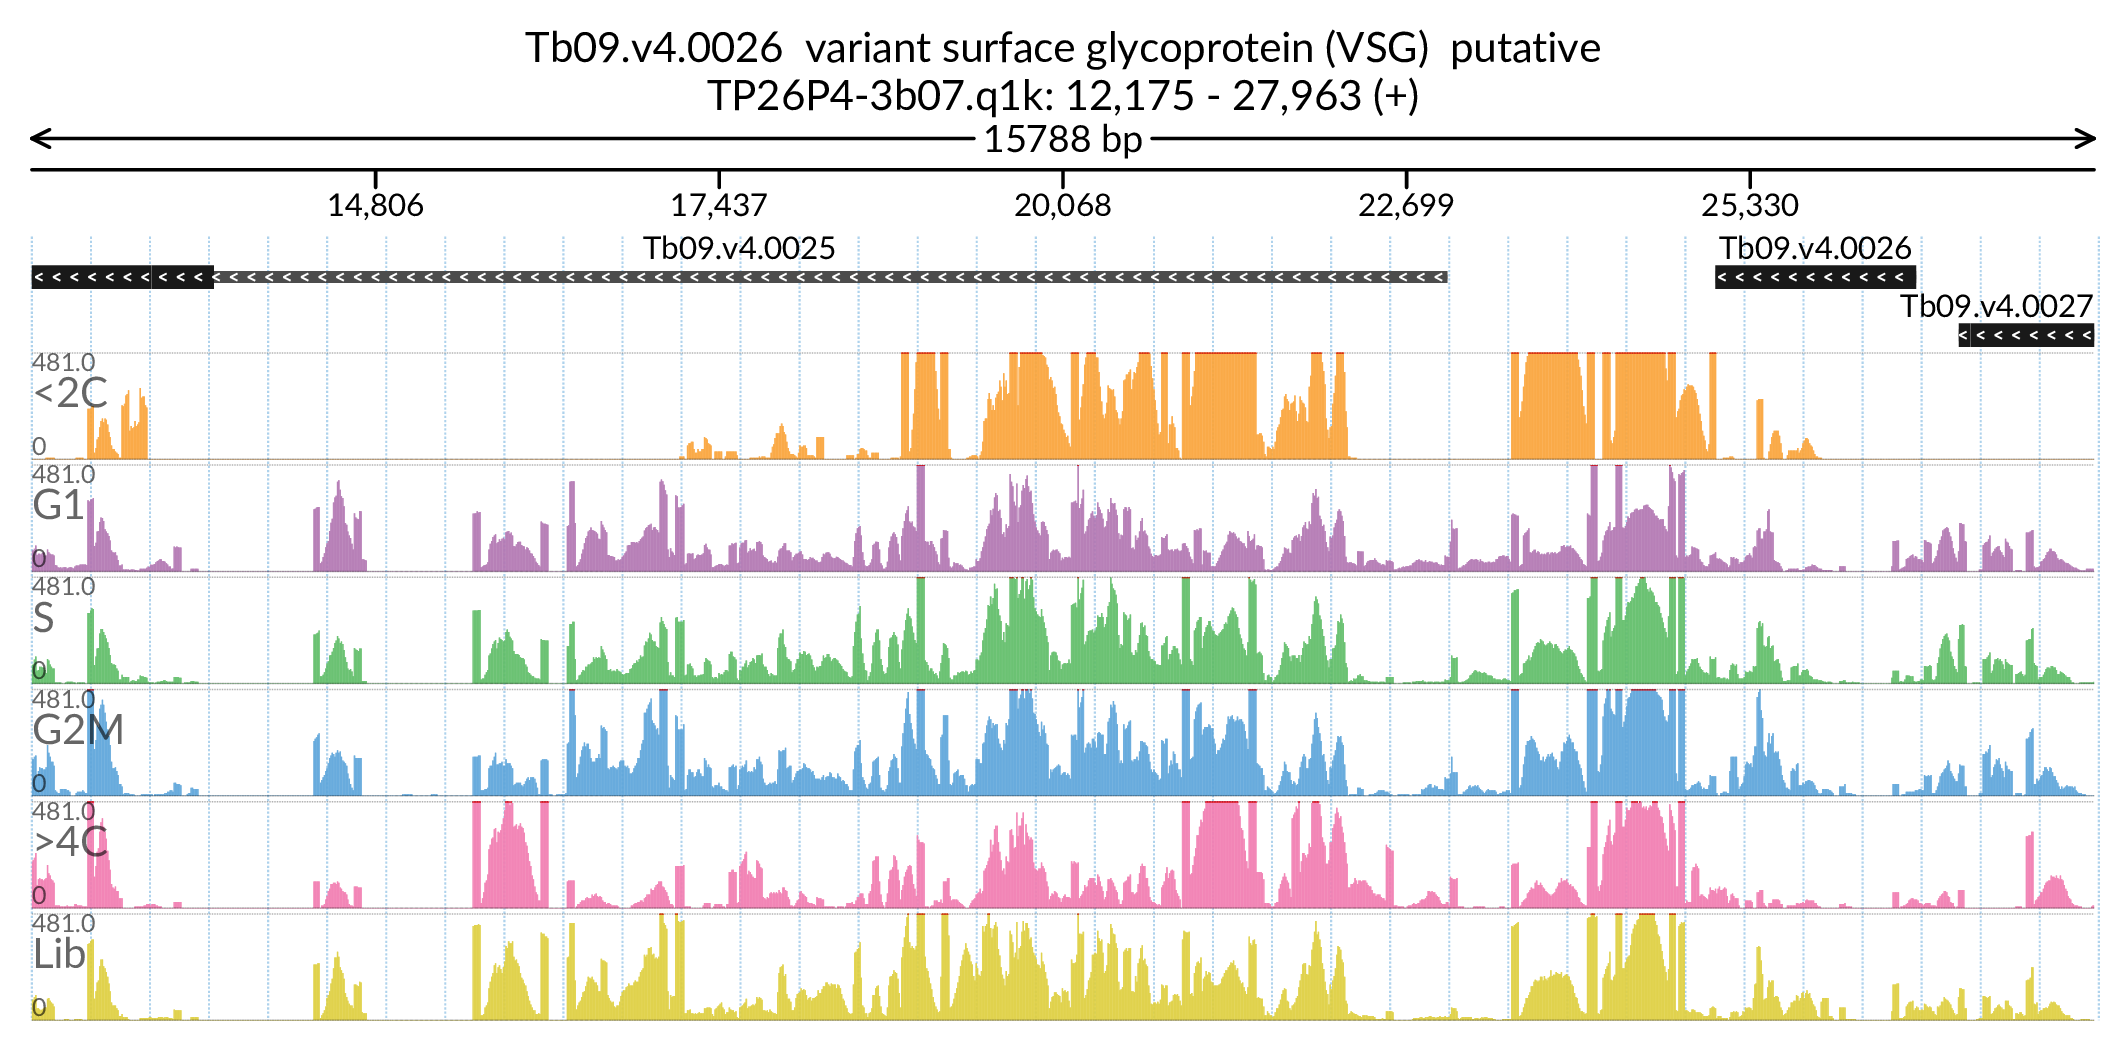 Tb09.v4.0026 variant surface glycoprotein (VSG) putative
TP26P4-3b07.q1k: 12,175 - 27,963 (+)
15788 bp
14,806 17,437 20,068 22,699 25,330
Tb09.v4.0025 Tb09.v4.0026
Tb09.v4.0027
481.0
<2C
0
481.0
G1
0
481.0
S
0
481.0
G2M
0
481.0
>4C
0
481.0
Lib
0